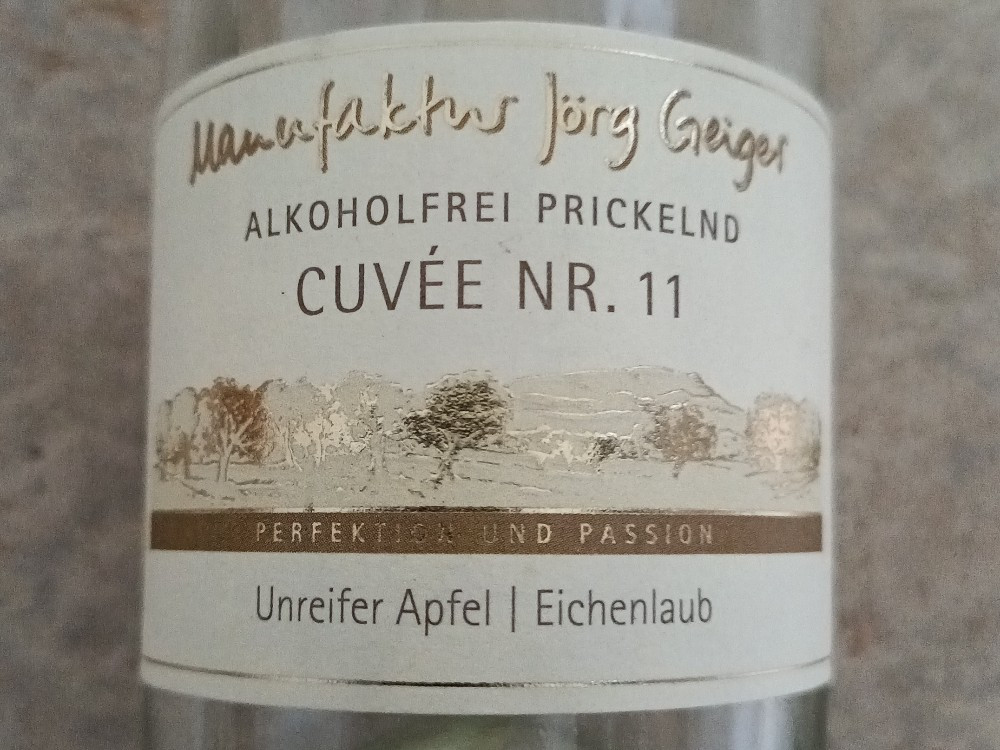 Manufaktur Jörg Geiger
ALKOHOLFREI PRICKELND
CUVÉE NR. 11
PERFEKTION UND PASSION
Unreifer Apfel | Eichenlaub